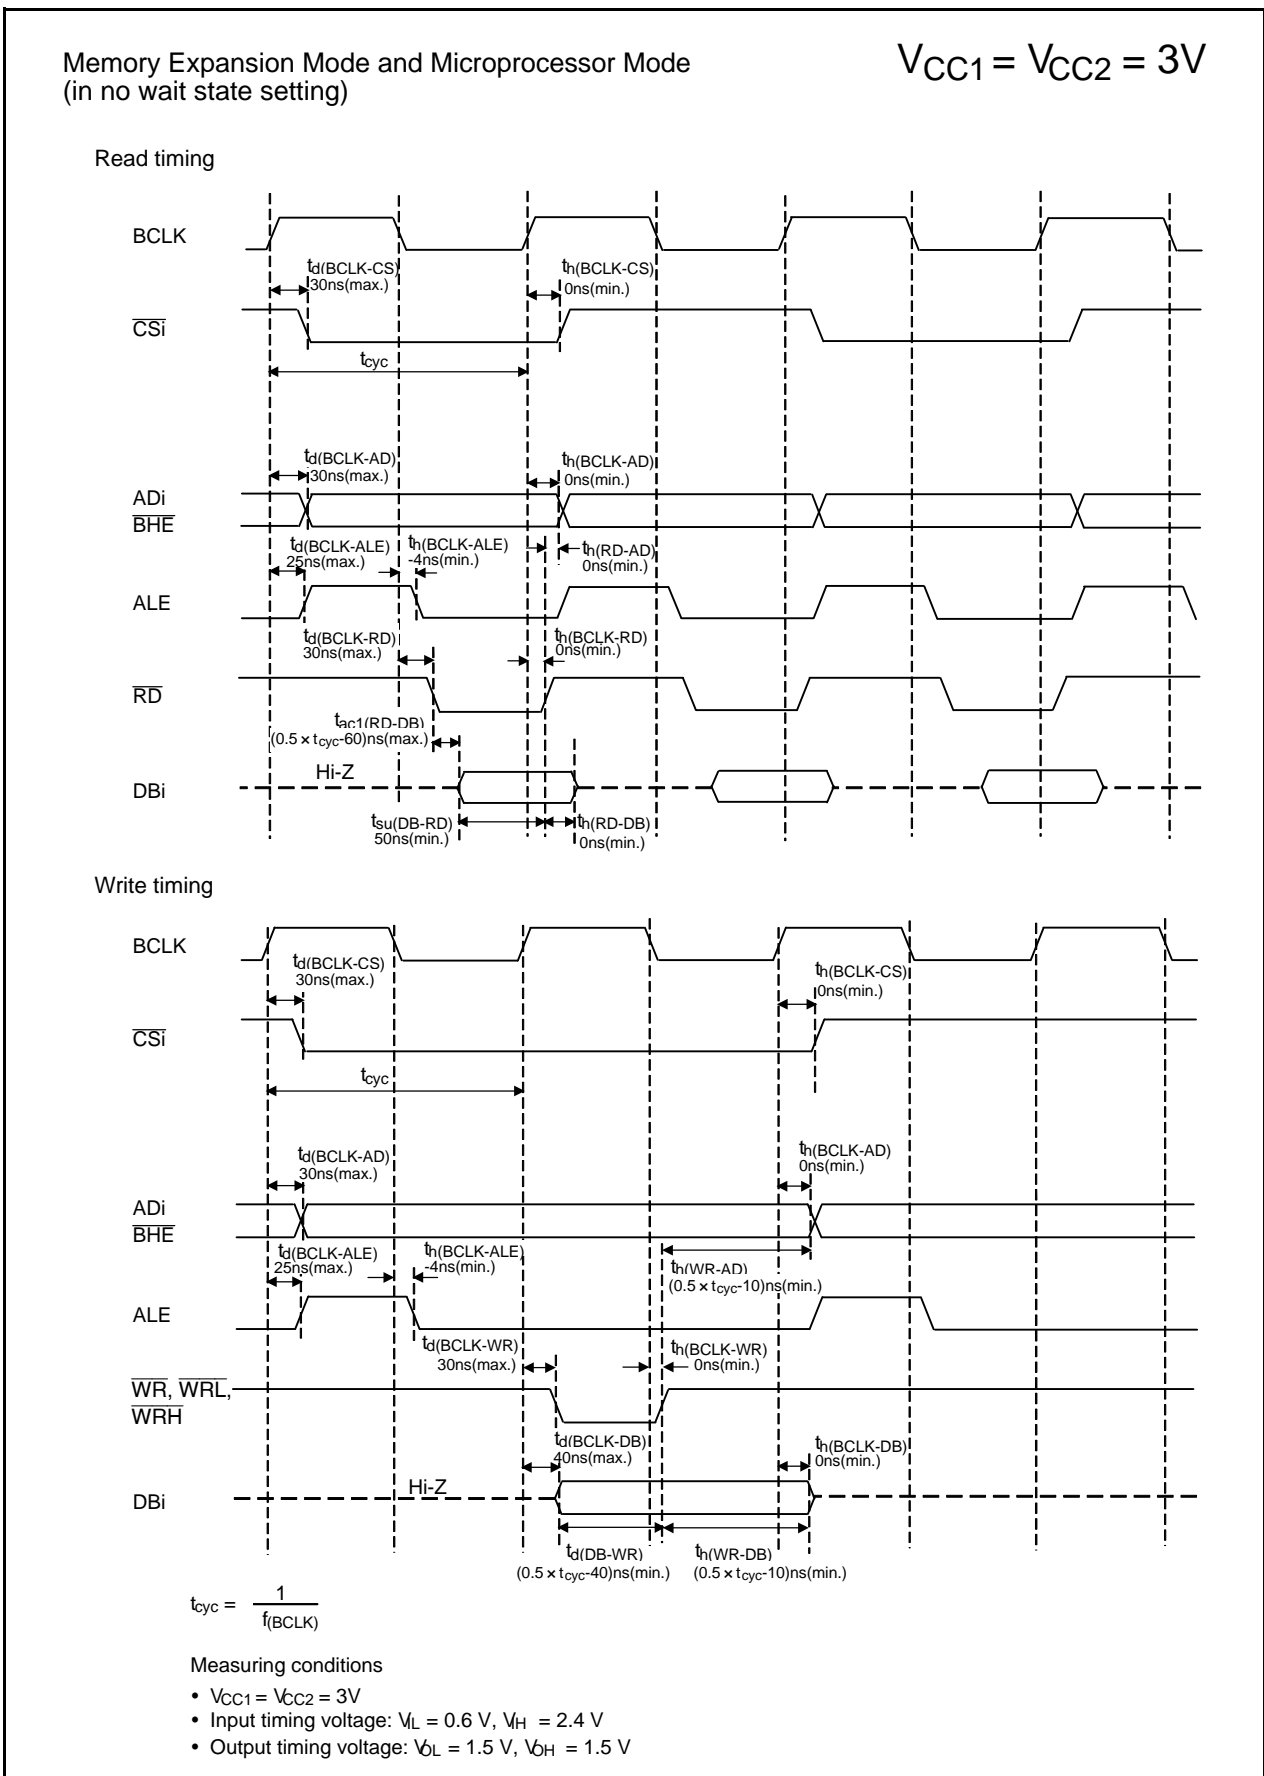 Memory Expansion Mode and Microprocessor Mode
(in no wait state setting)
VCC1 = VCC2 = 3V
Read timing
BCLK
td(BCLK-CS)
30ns(max.)
th(BCLK-CS)
0ns(min.)
CSi
tcyc
td(BCLK-AD)
30ns(max.)
th(BCLK-AD)
0ns(min.)
ADi
BHE
td(BCLK-ALE)
25ns(max.)
th(BCLK-ALE)
-4ns(min.)
th(RD-AD)
0ns(min.)
ALE
td(BCLK-RD)
30ns(max.)
th(BCLK-RD)
0ns(min.)
RD
tac1(RD-DB)
(0.5 × tcyc-60)ns(max.)
Hi-Z
DBi
tsu(DB-RD)
50ns(min.)
th(RD-DB)
0ns(min.)
Write timing
BCLK
td(BCLK-CS)
30ns(max.)
th(BCLK-CS)
0ns(min.)
CSi
tcyc
td(BCLK-AD)
30ns(max.)
th(BCLK-AD)
0ns(min.)
ADi
BHE
td(BCLK-ALE)
25ns(max.)
th(BCLK-ALE)
-4ns(min.)
th(WR-AD)
(0.5 × tcyc-10)ns(min.)
ALE
td(BCLK-WR)
30ns(max.)
th(BCLK-WR)
0ns(min.)
WR, WRL,
WRH
td(BCLK-DB)
40ns(max.)
th(BCLK-DB)
0ns(min.)
Hi-Z
DBi
td(DB-WR)
(0.5 × tcyc-40)ns(min.)
th(WR-DB)
(0.5 × tcyc-10)ns(min.)
tcyc = 1
f(BCLK)
Measuring conditions
• VCC1 = VCC2 = 3V
• Input timing voltage: VIL = 0.6 V, VIH = 2.4 V
• Output timing voltage: VOL = 1.5 V, VOH = 1.5 V